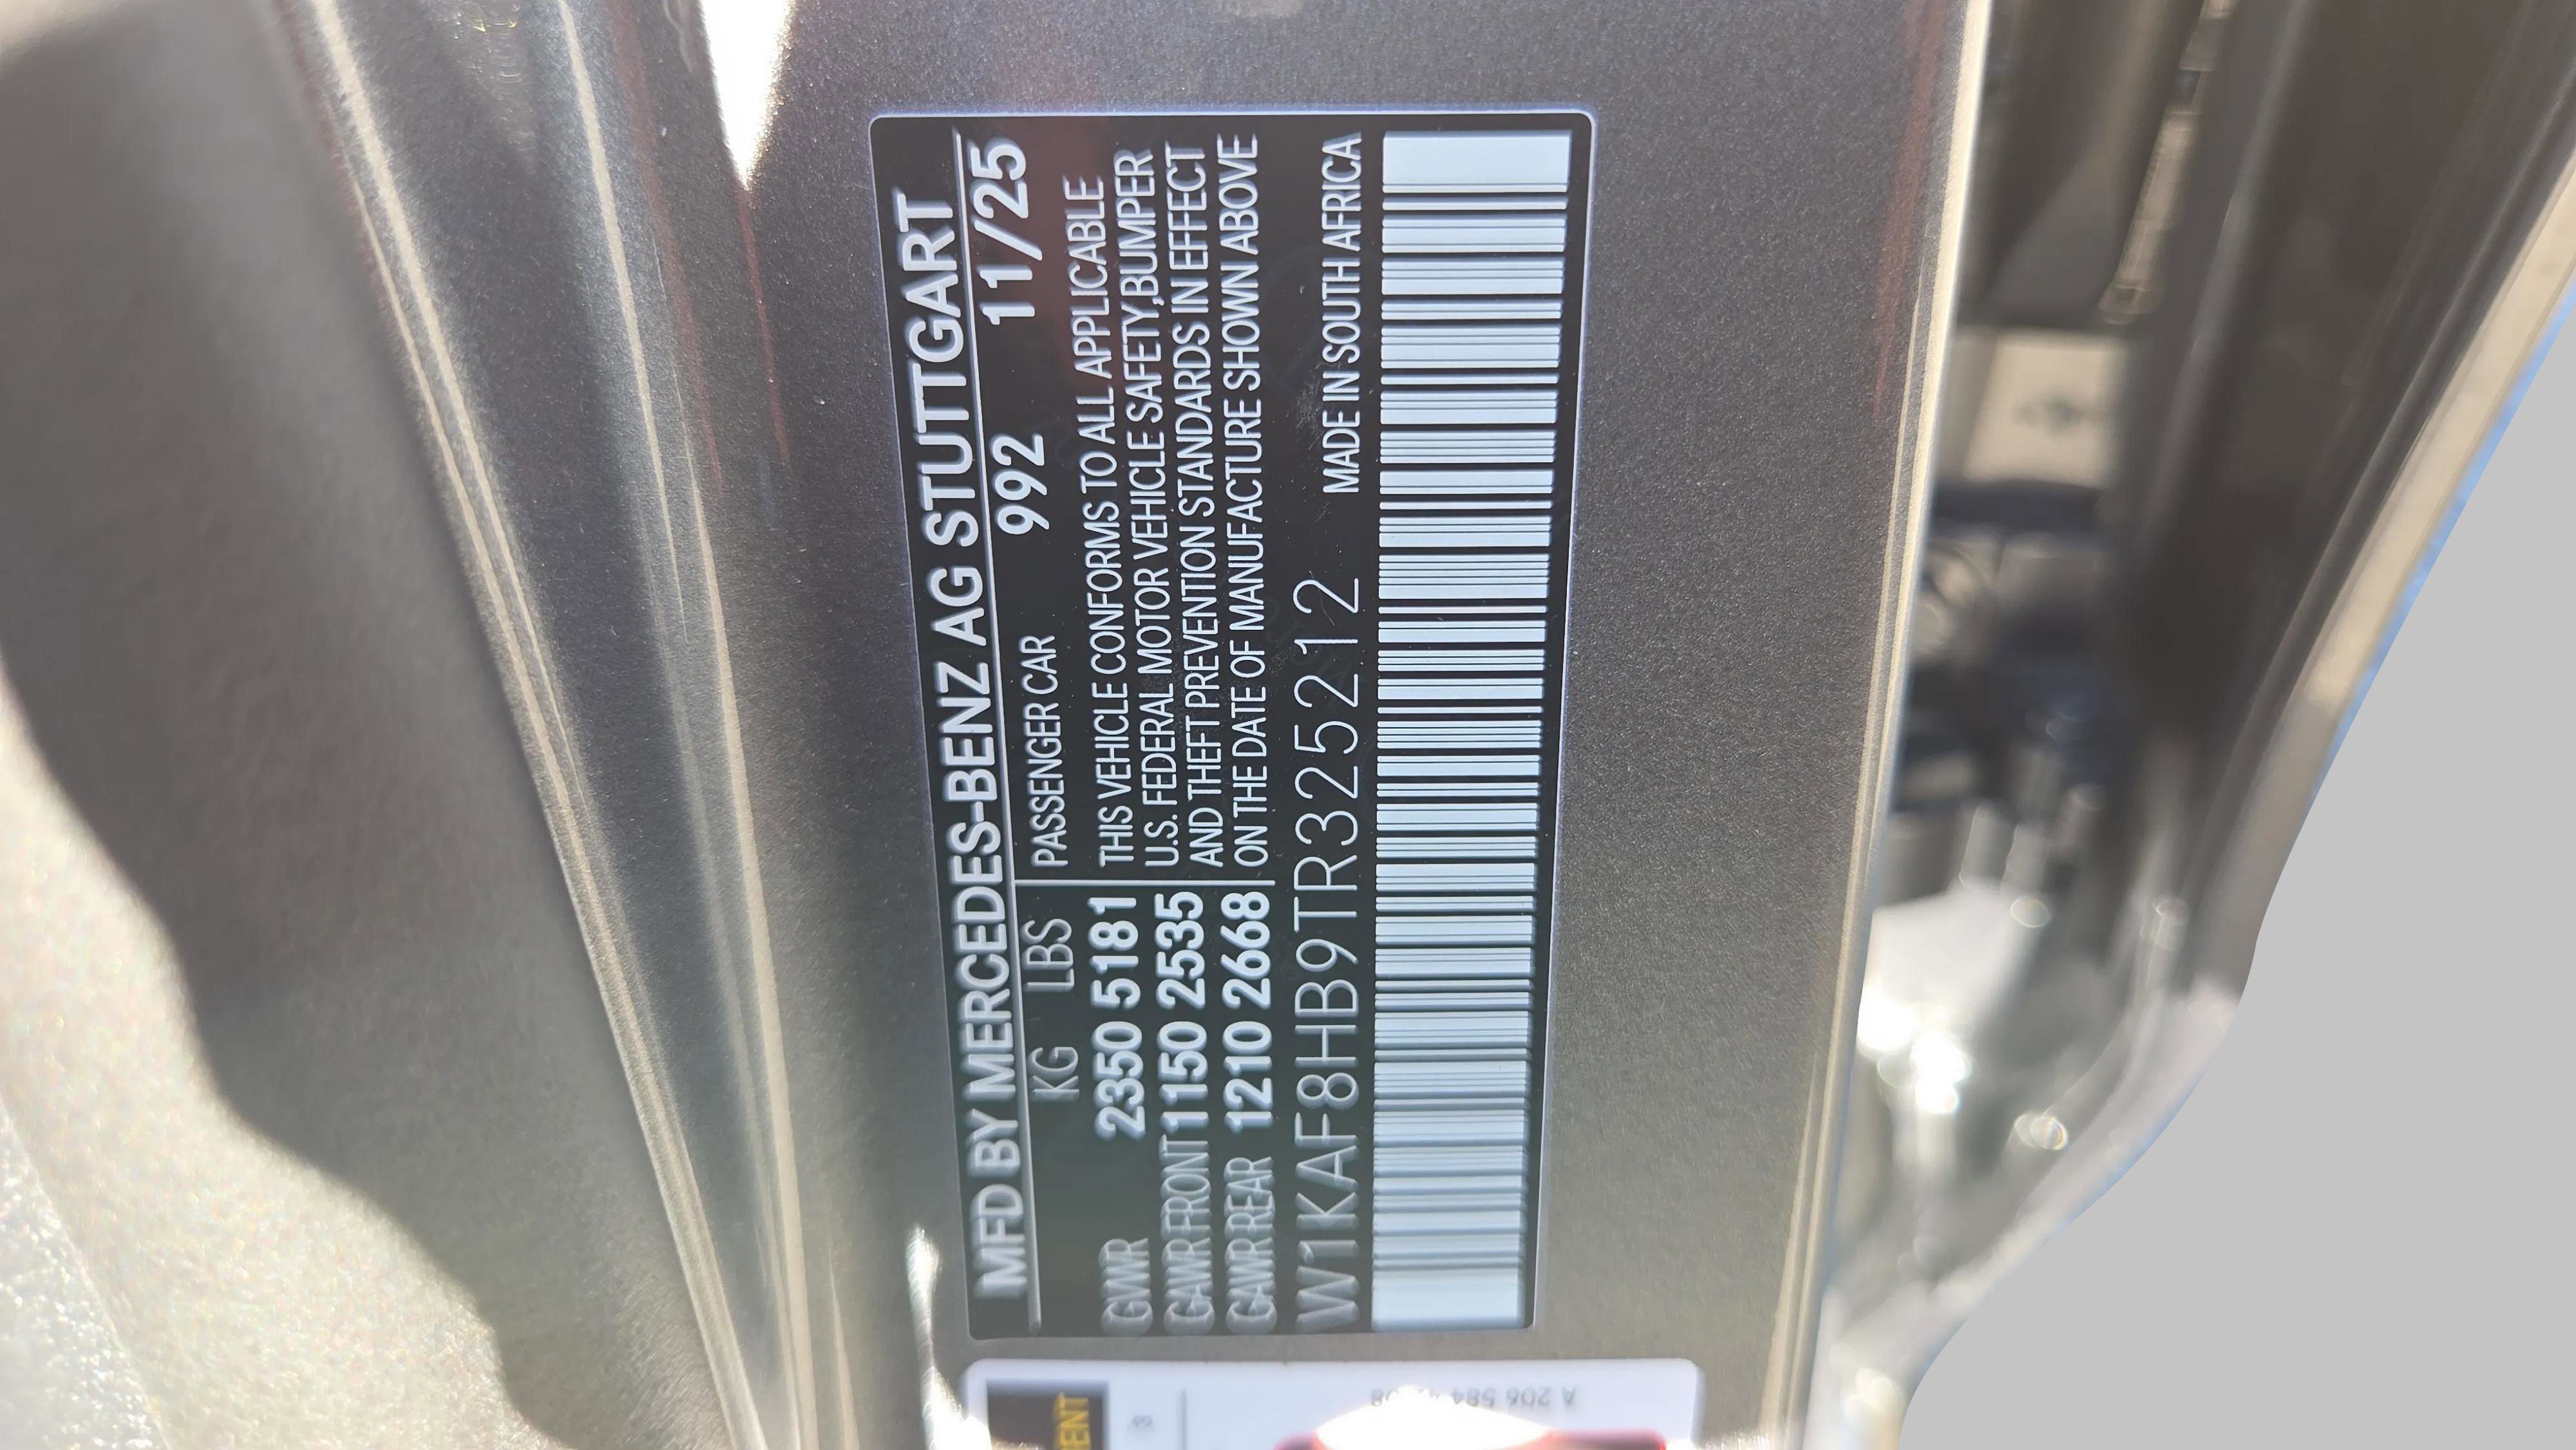 MFD BY MERCEDES-BENZ AG STUTTGART
KG LBS PASSENGER CAR 992 11/25
GVWR 2350 5181 THIS VEHICLE CONFORMS TO ALL APPLICABLE
GAWR FRONT 1150 2535 U.S. FEDERAL MOTOR VEHICLE SAFETY,BUMPER
AND THEFT PREVENTION STANDARDS IN EFFECT
GAWR REAR 1210 2668 ON THE DATE OF MANUFACTURE SHOWN ABOVE
W1KAF8HB9TR325212 MADE IN SOUTH AFRICA
A 206 584